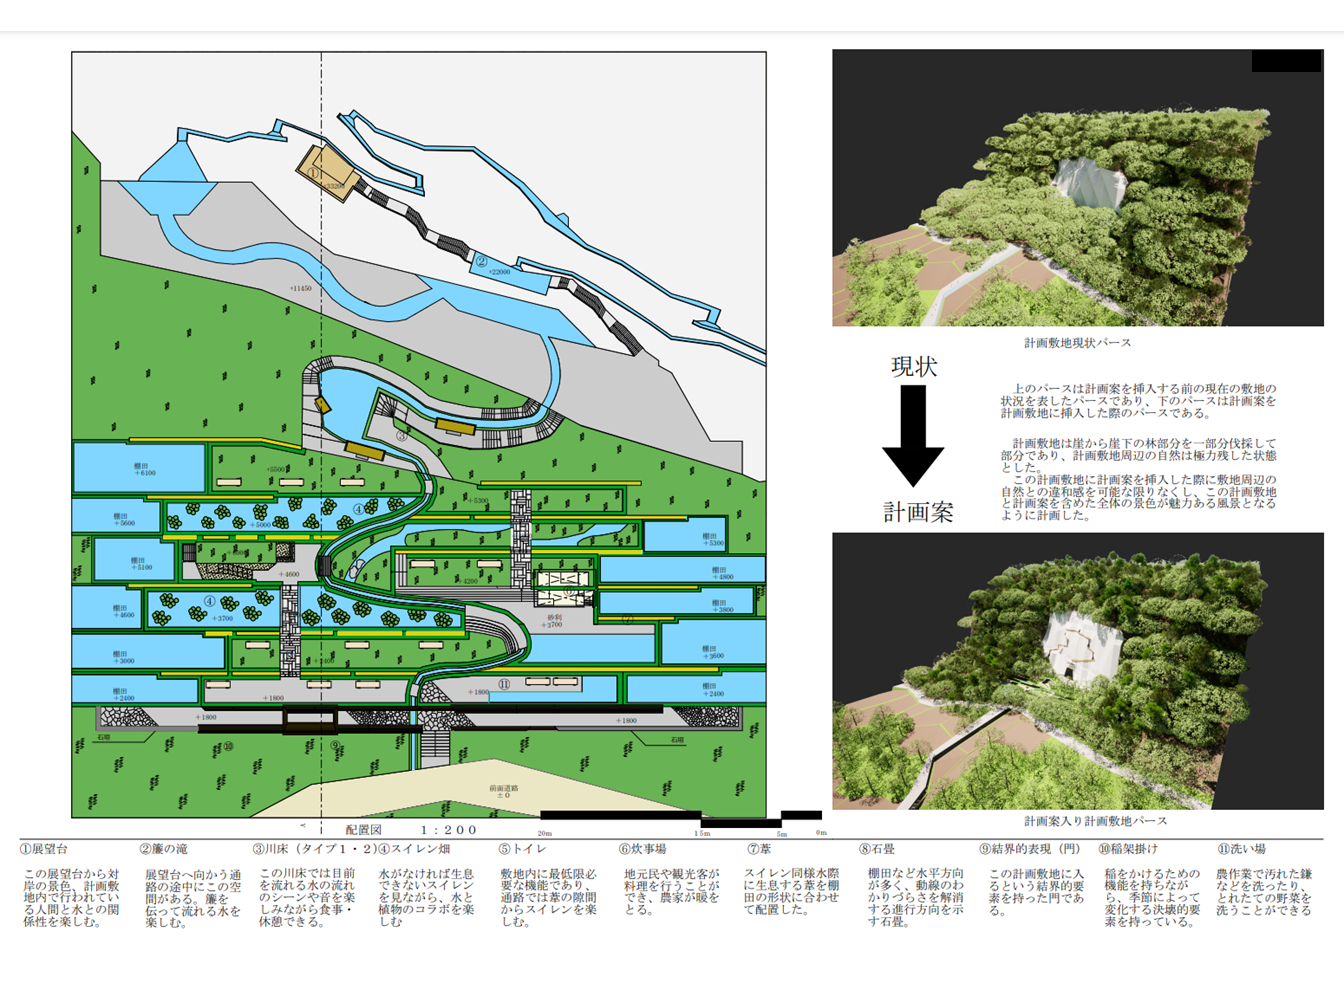 ①
+33200
②
+22000
+11450
③
棚田
+6100
+5500
④
+5300
棚田
+5600
+5000
棚田
+5300
棚田
+5100
+4600
4200
棚田
+4800
④
棚田
+4600
+3700
砂利
+3700
棚田
+3800
棚田
+3000
棚田
+3600
棚田
+2400
+1800
+1800
⑪
棚田
+2400
+1800
+1800
石垣
⑩
⑨
石垣
前面道路
±0
配置図 1:200
20m
15m
5m
0m
計画敷地現状パース
現状
計画案
上のパースは計画案を挿入する前の現在の敷地の
状況を表したパースであり、下のパースは計画案を
計画敷地に挿入した際のパースである。
計画敷地は崖から崖下の林部分を一部分伐採して
部分であり、計画敷地周辺の自然は極力残した状態
とした。
この計画敷地に計画案を挿入した際に敷地周辺の
自然との違和感を可能な限りなくし、この計画敷地
と計画案を含めた全体の景色が魅力ある風景となる
ように計画した。
計画案入り計画敷地パース
①展望台
この展望台から対
岸の景色、計画敷
地内で行われてい
る人間と水との関
係性を楽しむ。
②簾の滝
展望台へ向かう通
路の途中にこの空
間がある。簾を
伝って流れる水を
楽しむ。
③川床（タイプ１・２）
この川床では目前
を流れる水の流れ
のシーンや音を楽
しみながら食事・
休憩できる。
④スイレン畑
水がなければ生息
できないスイレン
を見ながら、水と
植物のコラボを楽
しむ
⑤トイレ
敷地内に最低限必
要な機能であり、
通路では葦の隙間
からスイレンを楽
しむ。
⑥炊事場
地元民や観光客が
料理を行うことが
でき、農家が暖を
とる。
⑦葦
スイレン同様水際
に生息する葦を棚
田の形状に合わせ
て配置した。
⑧石畳
棚田など水平方向
が多く、動線のわ
かりづらさを解消
する進行方向を示
す石畳。
⑨結界的表現（門）
この計画敷地に入
るという結界的要
素を持った門であ
る。
⑩稲架掛け
稲をかけるための
機能を持ちなが
ら、季節によって
変化する決壊的要
素を持っている。
⑪洗い場
農作業で汚れた鎌
などを洗ったり、
とれたての野菜を
洗うことができる